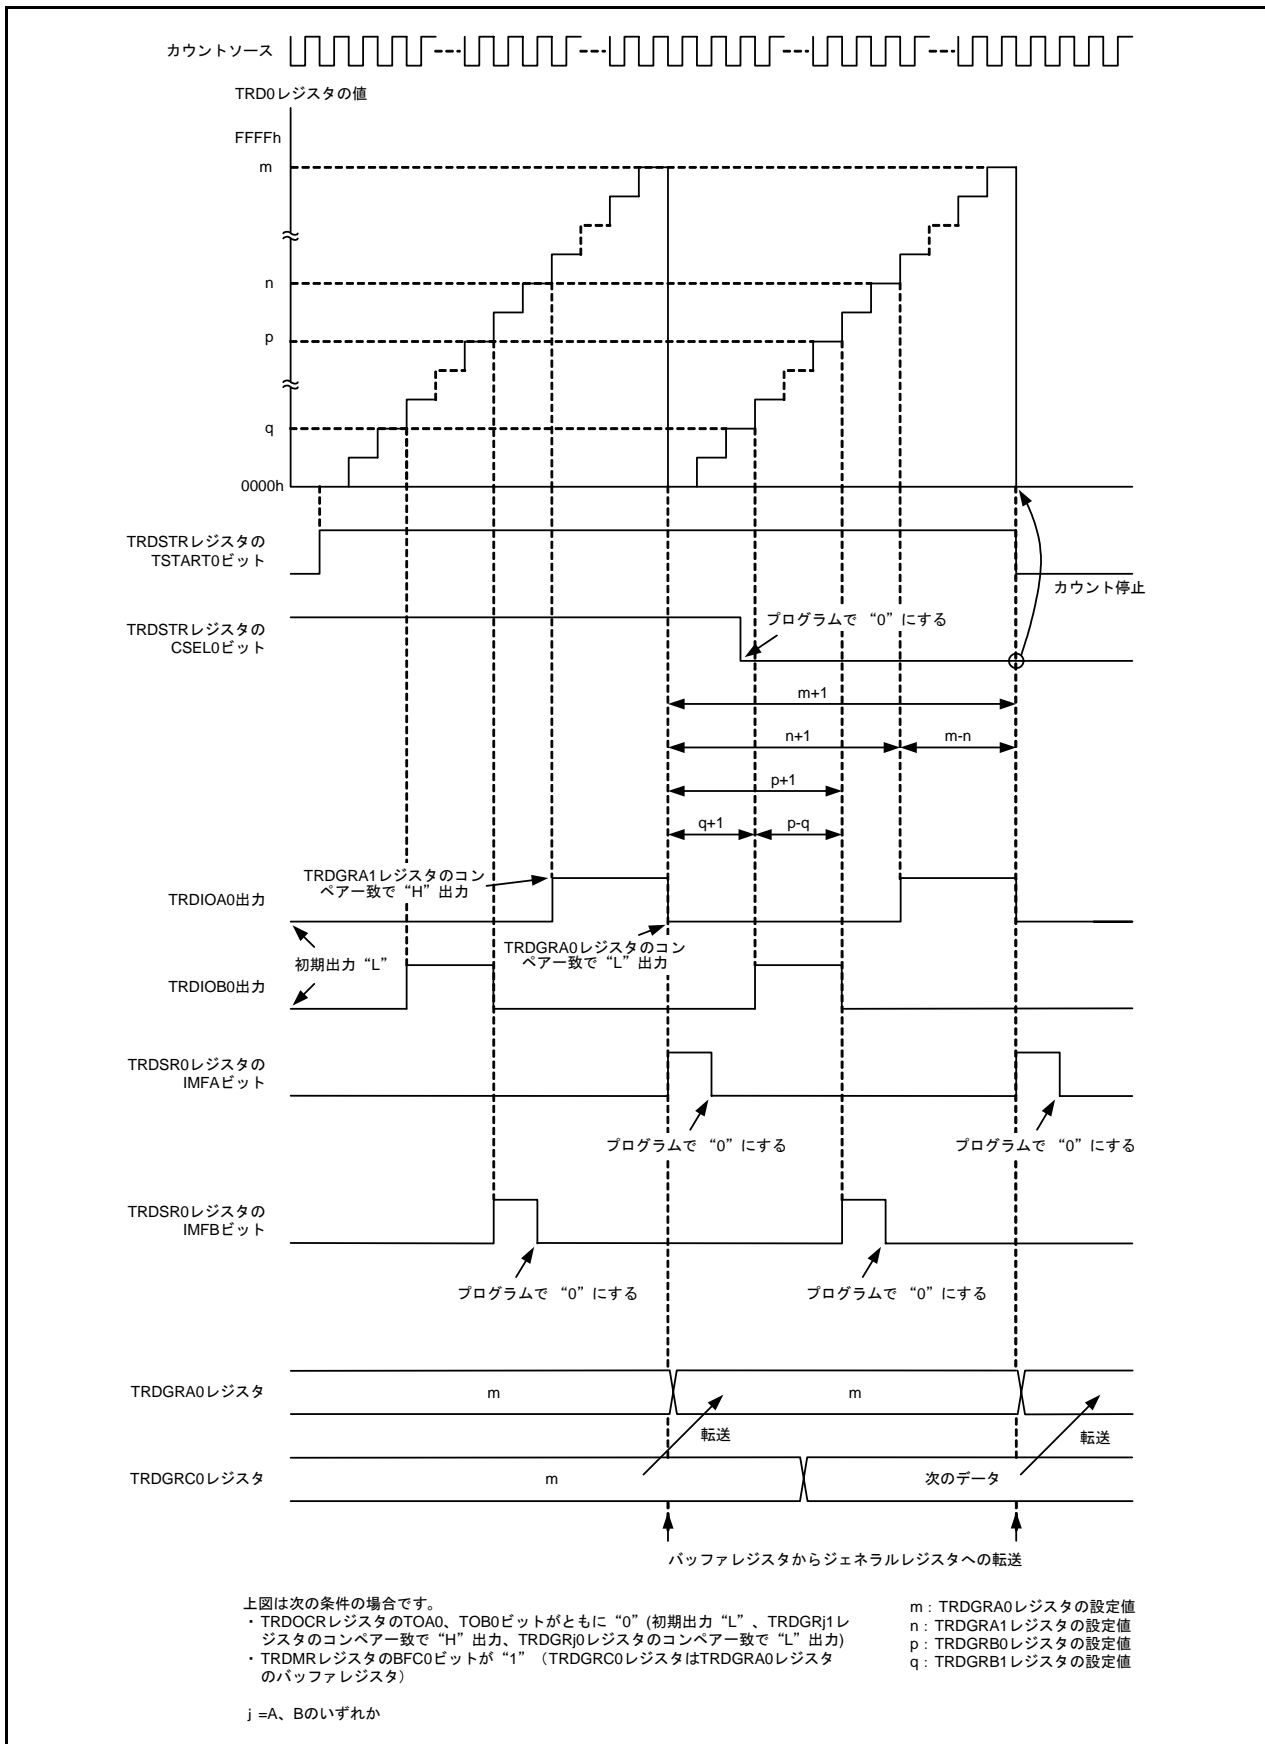 カウントソース
TRD0レジスタの値
FFFFh
m
n
p
q
0000h
TRDSTRレジスタの
TSTART0ビット
カウント停止
TRDSTRレジスタの
CSEL0ビット
プログラムで “0” にする
m+1
n+1
m-n
p+1
q+1
p-q
TRDGRA1レジスタのコン
ペア一致で “H” 出力
TRDIOA0出力
TRDGRA0レジスタのコン
ペア一致で “L” 出力
初期出力 “L”
TRDIOB0出力
TRDSR0レジスタの
IMFAビット
プログラムで “0” にする
プログラムで “0” にする
TRDSR0レジスタの
IMFBビット
プログラムで “0” にする
プログラムで “0” にする
TRDGRA0レジスタ
m
m
転送
転送
TRDGRC0レジスタ
m
次のデータ
バッファレジスタからジェネラルレジスタへの転送
上図は次の条件の場合です。
・TRDOCRレジスタのTOA0、TOB0ビットがともに “0” (初期出力 “L” 、TRDGRj1レ
ジスタのコンペア一致で “H” 出力、TRDGRj0レジスタのコンペア一致で “L” 出力)
・TRDMRレジスタのBFC0ビットが “1” （TRDGRC0レジスタはTRDGRA0レジスタ
のバッファレジスタ）
j =A、Bのいずれか
m : TRDGRA0レジスタの設定値
n : TRDGRA1レジスタの設定値
p : TRDGRB0レジスタの設定値
q : TRDGRB1レジスタの設定値